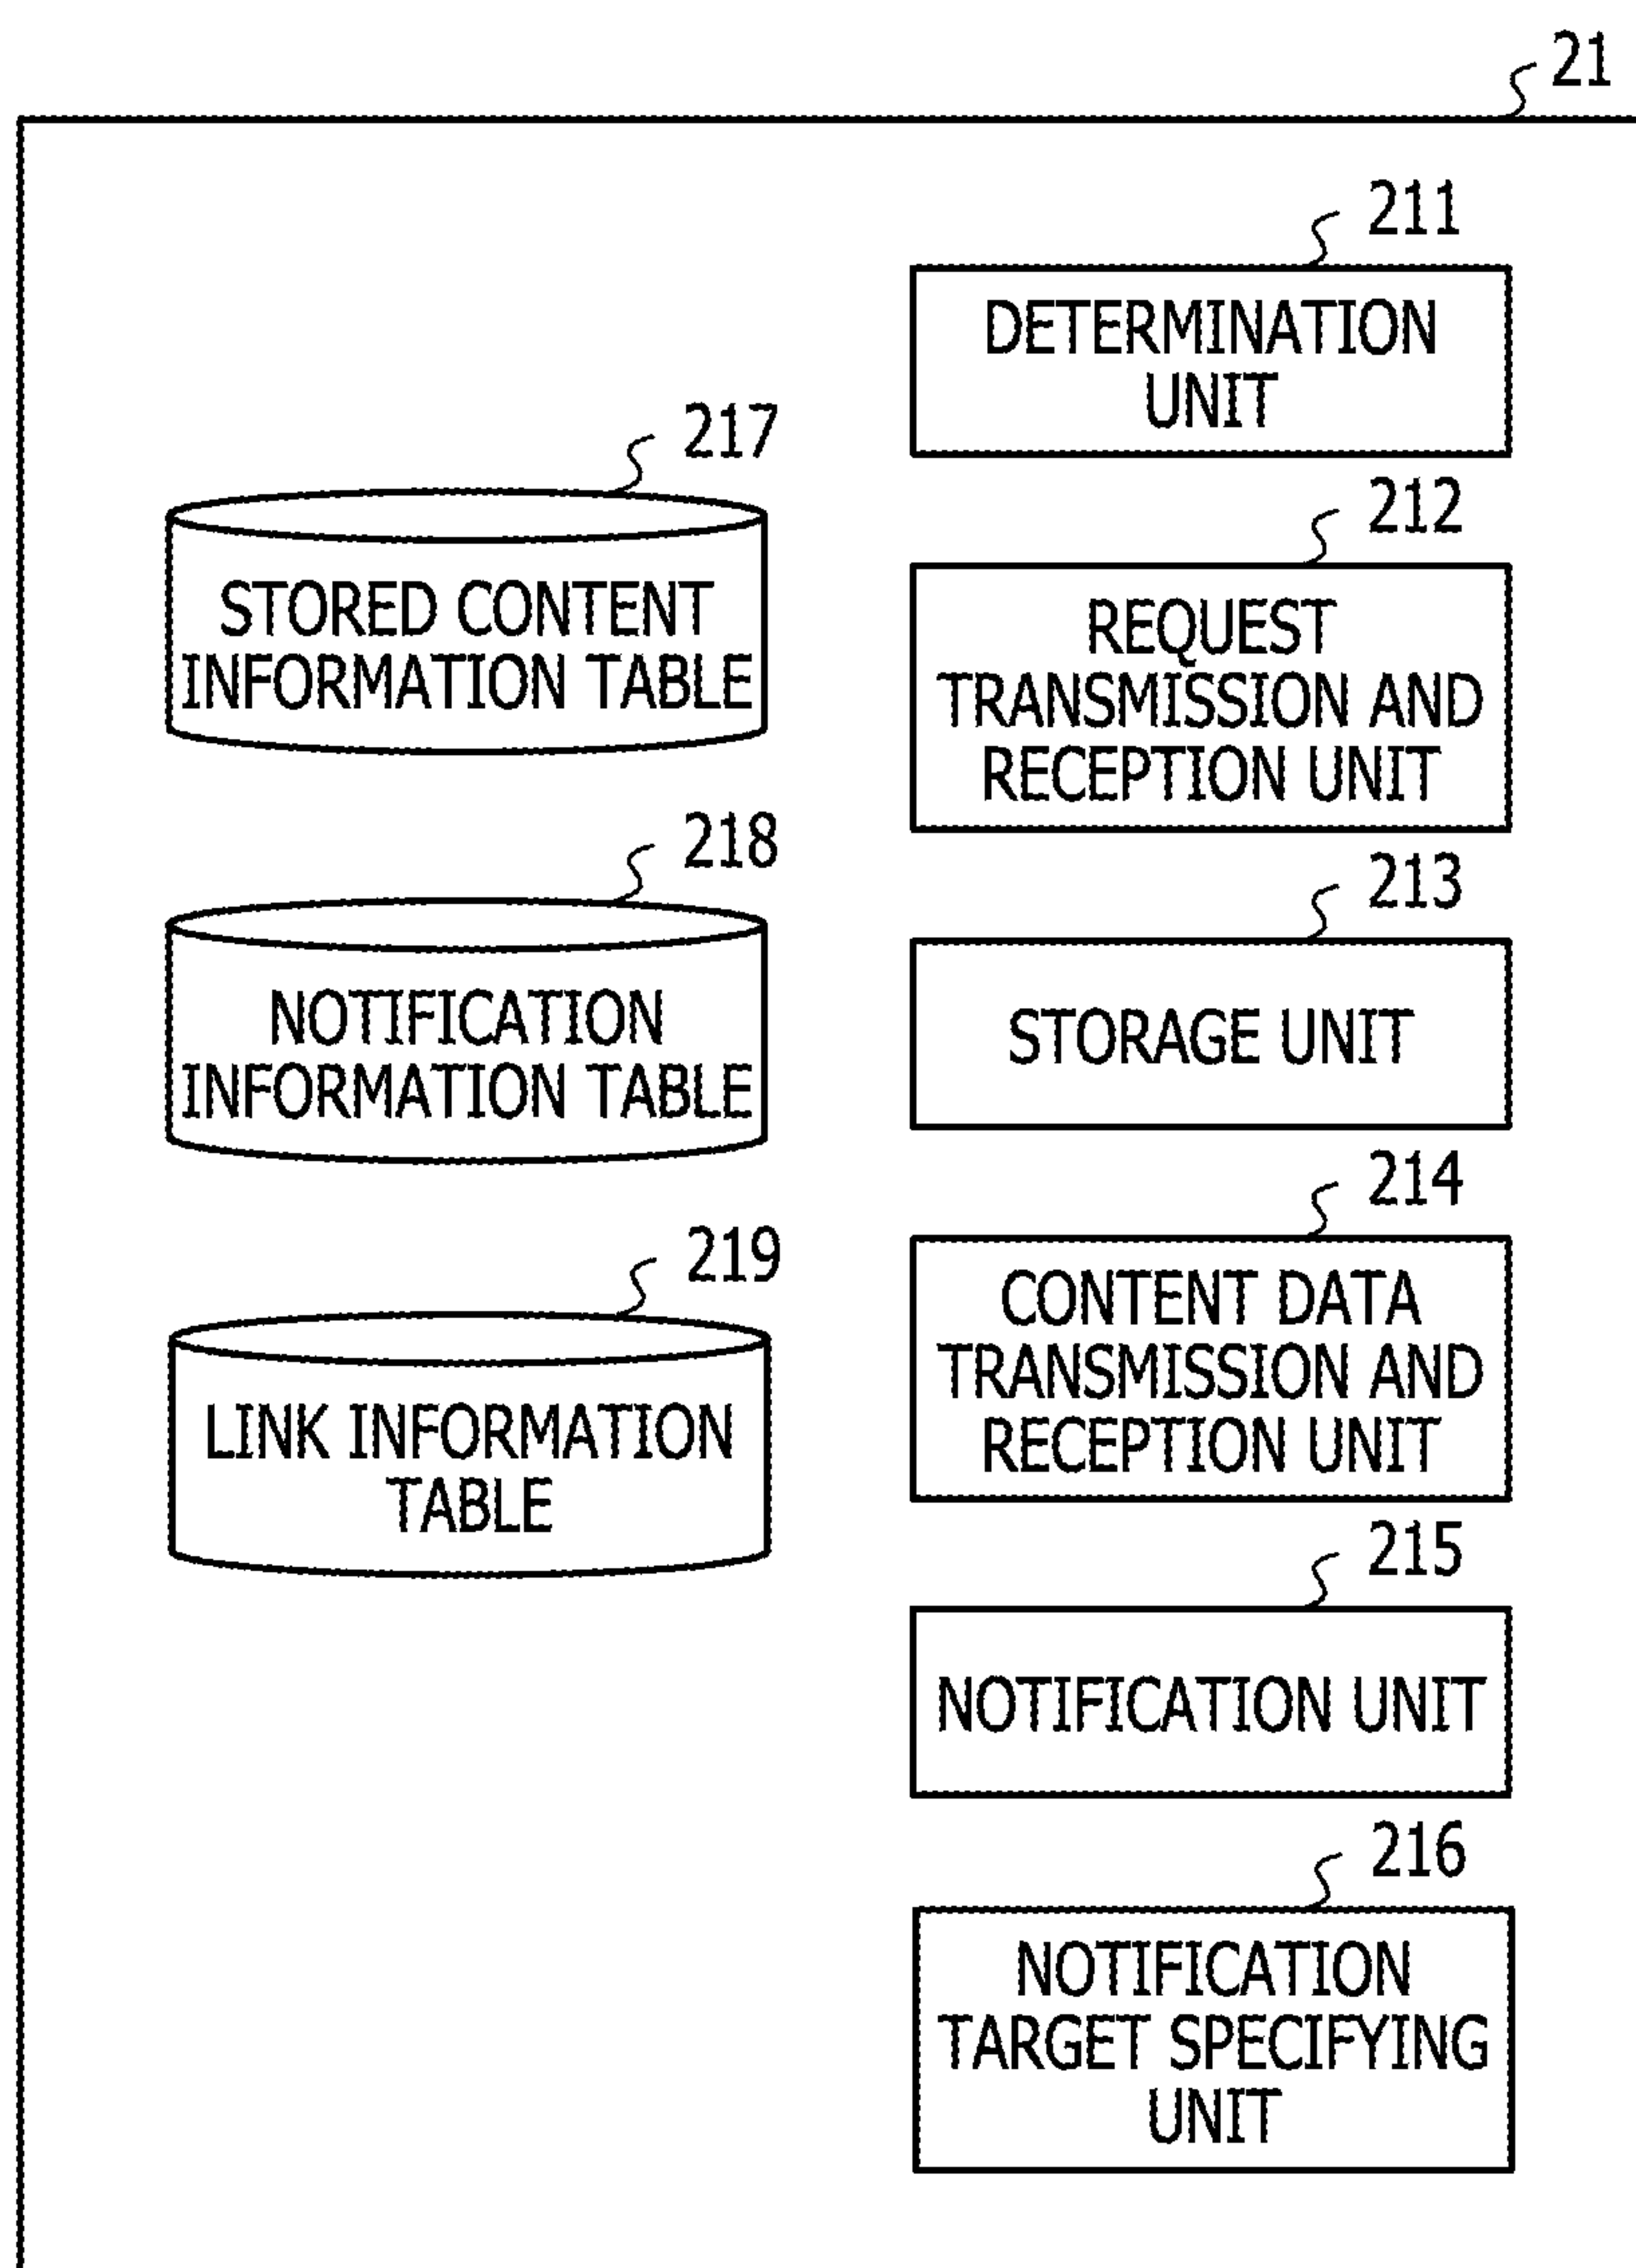 21
211
DETERMINATION
UNIT
217
STORED CONTENT
INFORMATION TABLE
212
REQUEST
TRANSMISSION AND
RECEPTION UNIT
218
NOTIFICATION
INFORMATION TABLE
213
STORAGE UNIT
219
LINK INFORMATION
TABLE
214
CONTENT DATA
TRANSMISSION AND
RECEPTION UNIT
215
NOTIFICATION UNIT
216
NOTIFICATION
TARGET SPECIFYING
UNIT